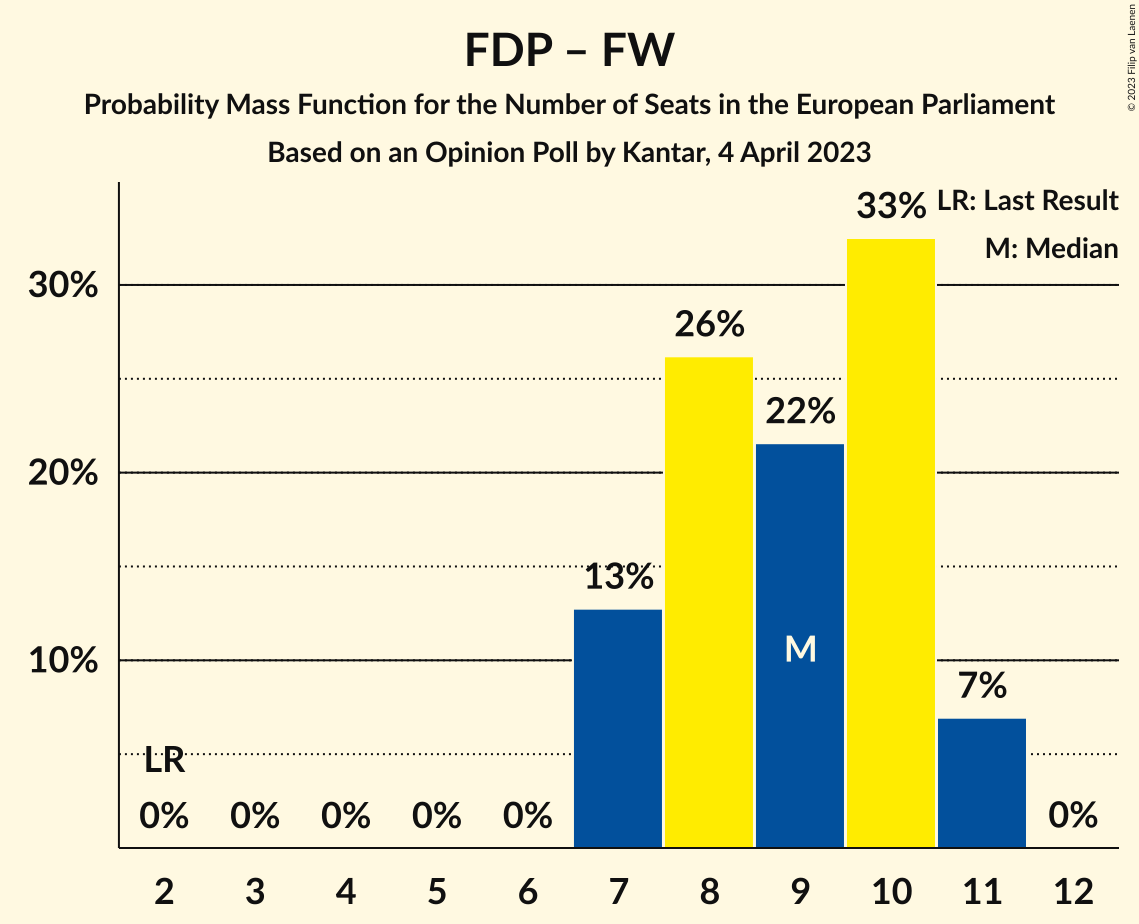 FDP – FW
Probability Mass Function for the Number of Seats in the European Parliament
Based on an Opinion Poll by Kantar, 4 April 2023
© 2023 Filip van Laenen
LR: Last Result
M: Median
30%
20%
10%
33%
26%
22%
13%
M
7%
LR
0% 0% 0% 0% 0% 0%
2 3 4 5 6 7 8 9 10 11 12